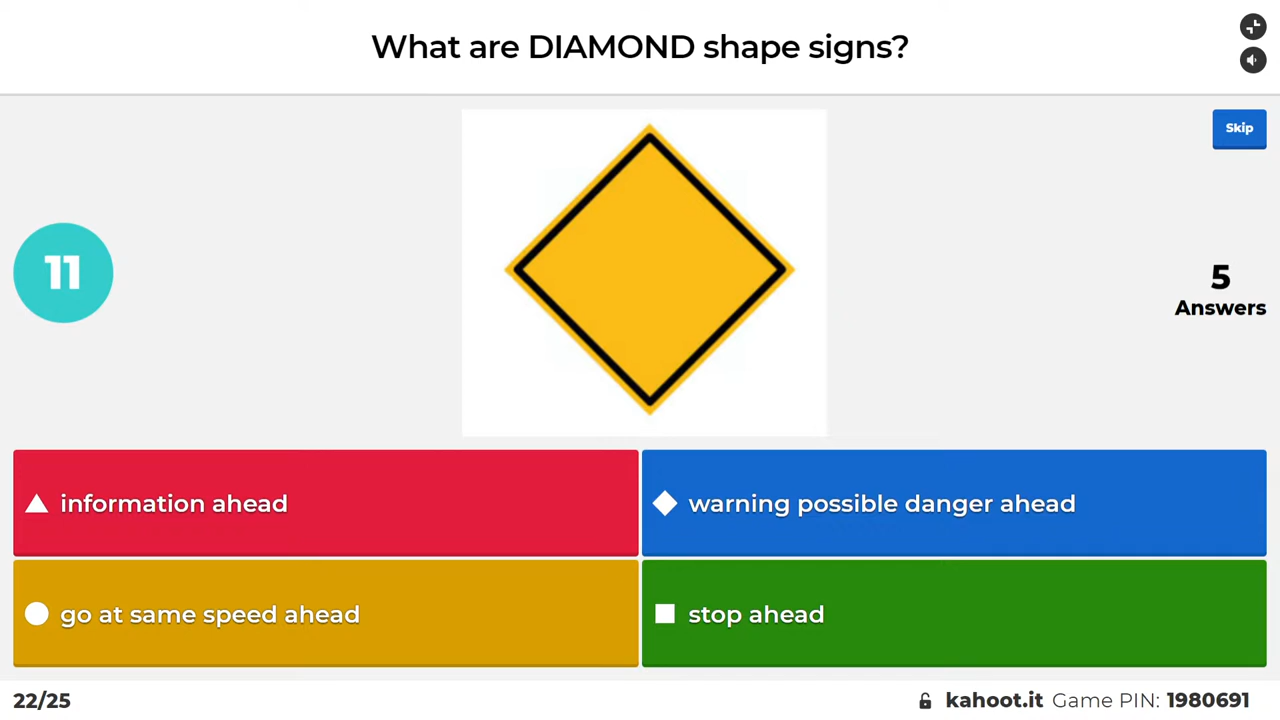 What are DIAMOND shape signs?
Skip
11
5
Answers
information ahead
warning possible danger ahead
go at same speed ahead
stop ahead
22/25
kahoot.it Game PIN: 1980691